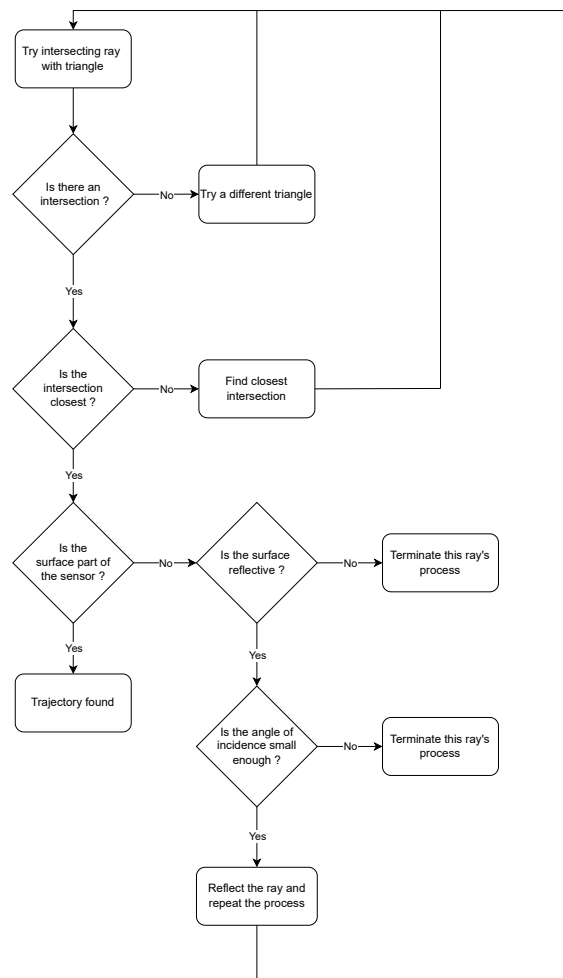 Try intersecting ray
with triangle
Is there an
intersection ?
No
Try a different triangle
Yes
Is the
intersection
closest ?
No
Find closest
intersection
Yes
Is the
surface part of
the sensor ?
No
Is the surface
reflective ?
No
Terminate this ray's
process
Yes
Yes
Trajectory found
Is the angle of
incidence small
enough ?
No
Terminate this ray's
process
Yes
Reflect the ray and
repeat the process